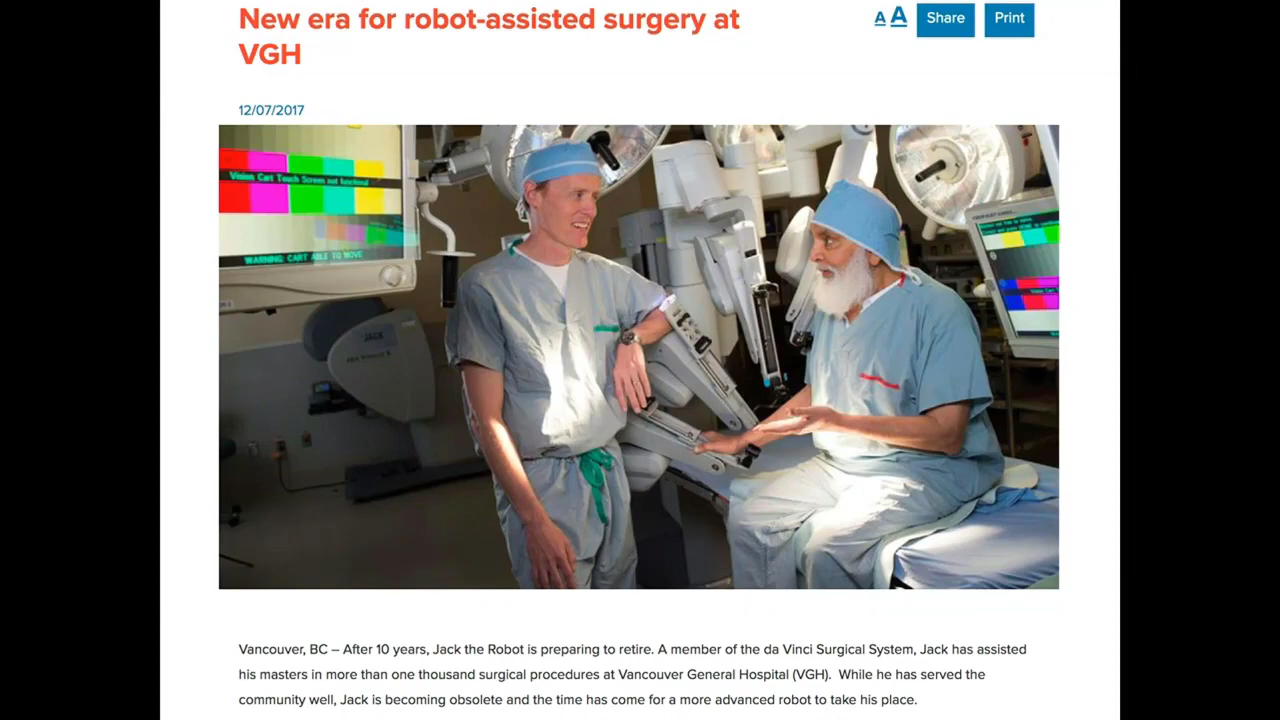 New era for robot-assisted surgery at
VGH
A A
Share
Print
12/07/2017
Vision Cart Touch Screen not functional
WARNING: CART ABLE TO MOVE
JACK
Vancouver, BC – After 10 years, Jack the Robot is preparing to retire. A member of the da Vinci Surgical System, Jack has assisted
his masters in more than one thousand surgical procedures at Vancouver General Hospital (VGH). While he has served the
community well, Jack is becoming obsolete and the time has come for a more advanced robot to take his place.